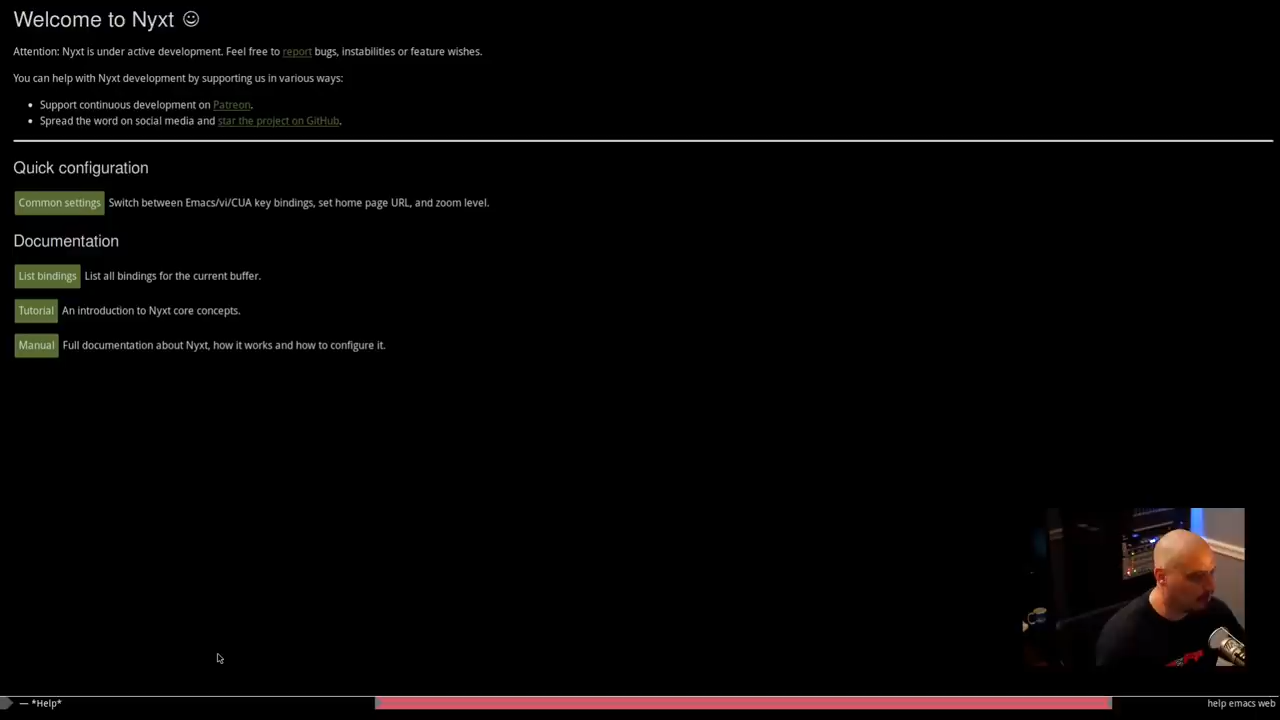 Welcome to Nyxt ☺
Attention: Nyxt is under active development. Feel free to report bugs, instabilities or feature wishes.
You can help with Nyxt development by supporting us in various ways:
• Support continuous development on Patreon.
• Spread the word on social media and star the project on GitHub.
Quick configuration
Common settings Switch between Emacs/vi/CUA key bindings, set home page URL, and zoom level.
Documentation
List bindings List all bindings for the current buffer.
Tutorial An introduction to Nyxt core concepts.
Manual Full documentation about Nyxt, how it works and how to configure it.
— *Help* help emacs web